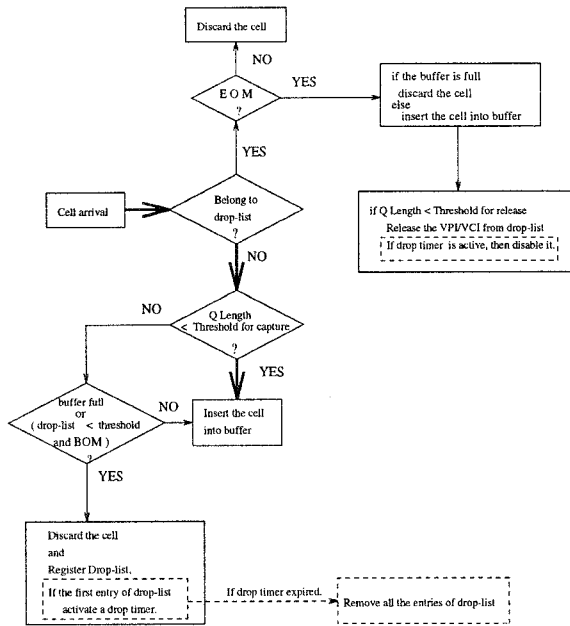 Discard the cell
NO
E O M
?
YES
if the buffer is full
discard the cell
else
insert the cell into buffer
YES
Cell arrival
Belong to
drop-list
?
if Q Length < Threshold for release
Release the VPI/VCI from drop-list
If drop timer is active, then disable it.
NO
Q Length
< Threshold for capture
?
NO
YES
buffer full
or
( drop-list < threshold
and BOM )
?
NO
Insert the cell
into buffer
YES
Discard the cell
and
Register Drop-list,
If the first entry of drop-list
activate a drop timer.
If drop timer expired.
Remove all the entries of drop-list